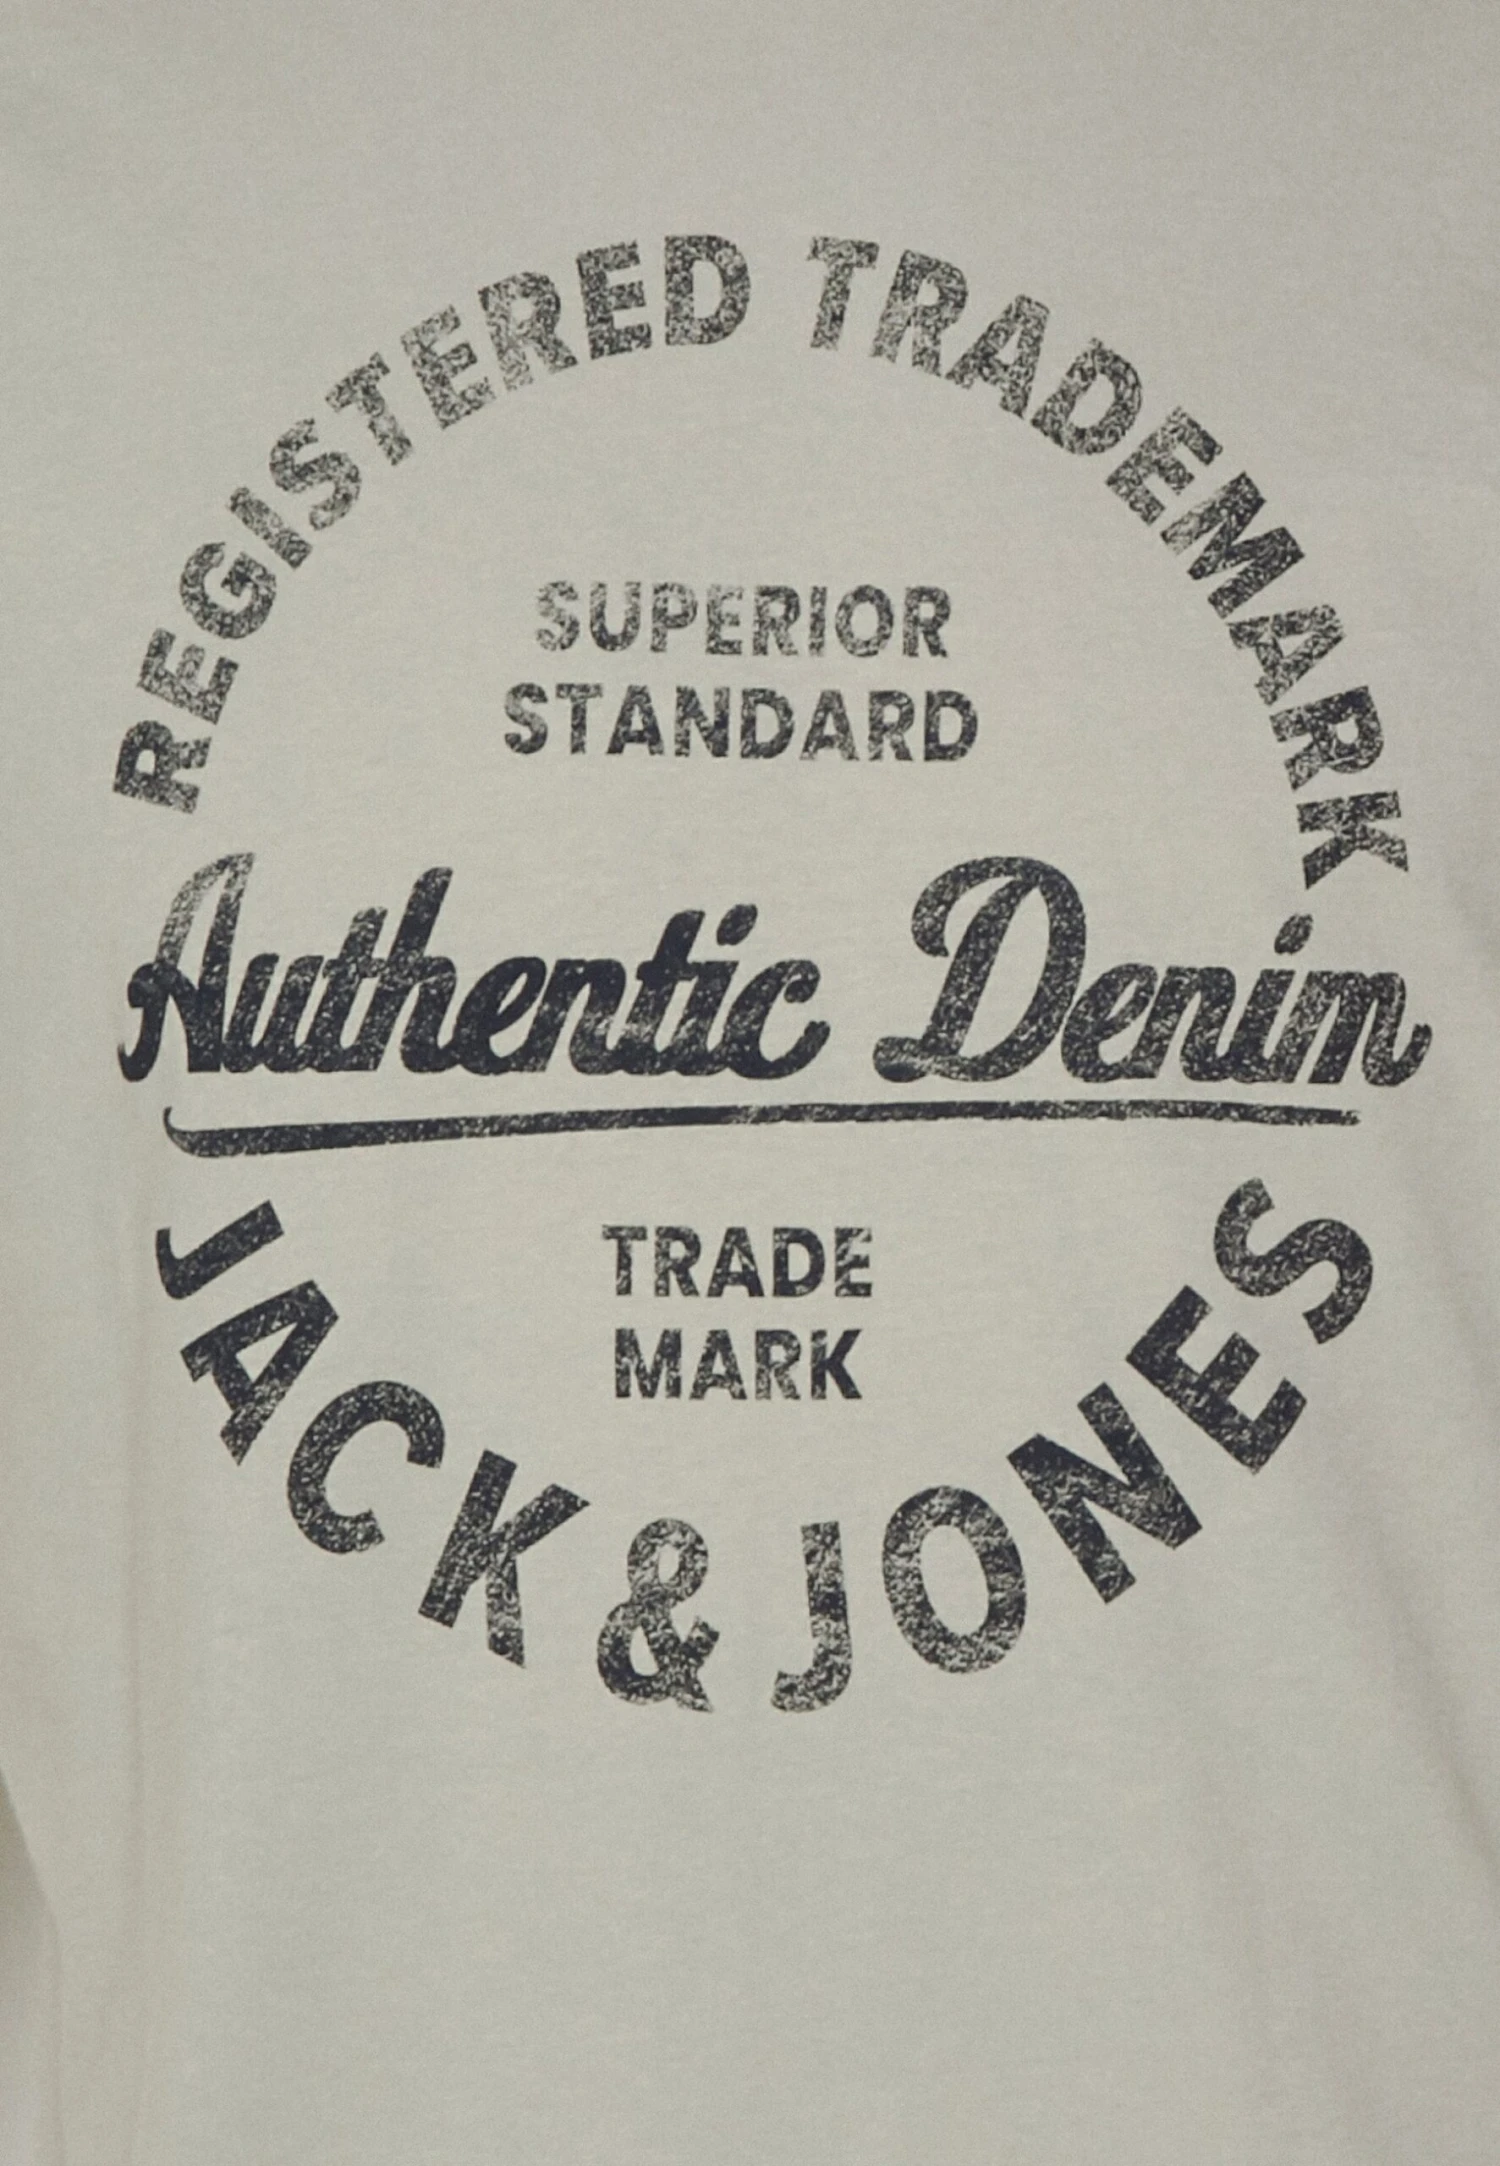 REGISTERED TRADEMARK
SUPERIOR
STANDARD
Authentic Denim
TRADE
MARK
JACK & JONES